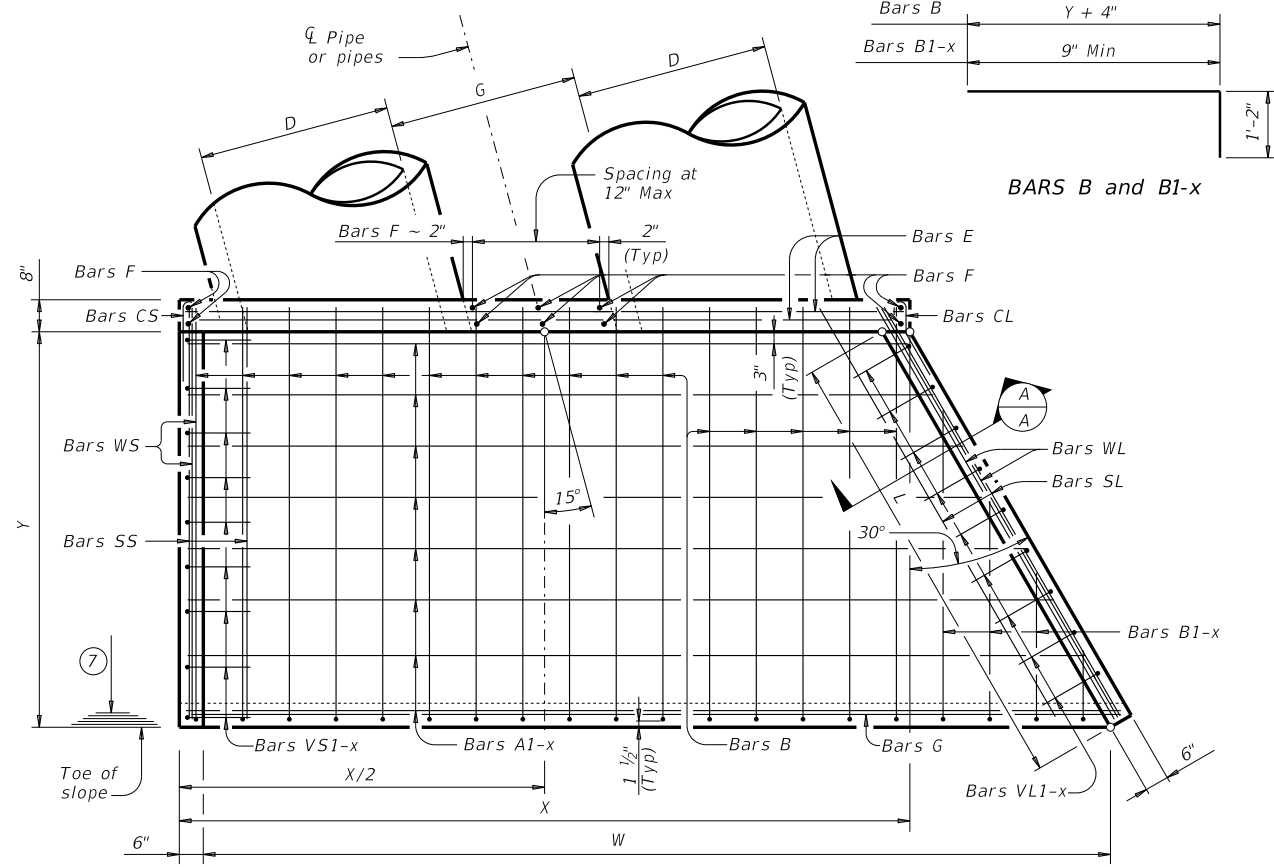 Bars B
Y + 4"
Bars B1-x
9" Min
1'-2"
BARS B and B1-x
℄ Pipe
or pipes
D
G
D
Spacing at
12" Max
Bars F ~ 2"
2"
(Typ)
Bars E
Bars F
Bars F
8"
Bars CS
Bars CL
3"
(Typ)
A
A
Bars WS
Bars WL
Bars SL
L
15°
30°
Y
Bars SS
Bars B1-x
7
Bars VS1-x
Bars A1-x
1 ½"
(Typ)
Bars B
Bars G
6"
Toe of
slope
X/2
Bars VL1-x
X
6"
W